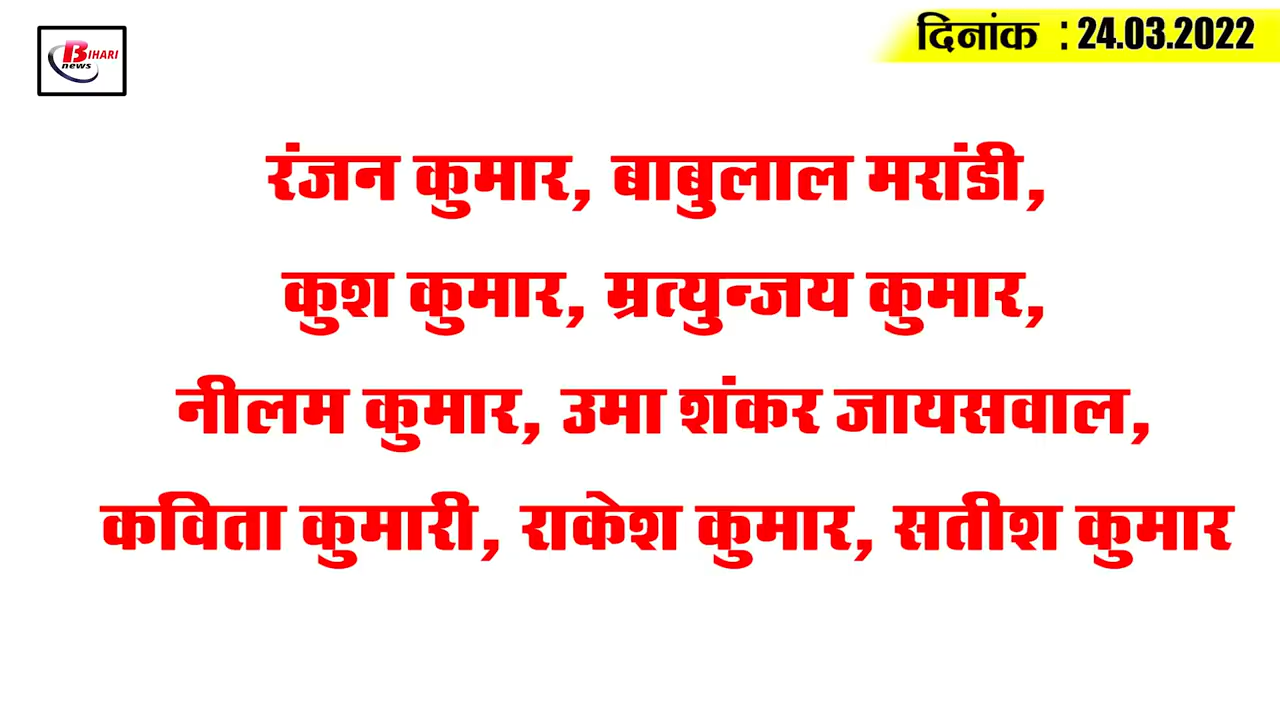 BIHARI
news
दिनांक : 24.03.2022
रंजन कुमार, बाबुलाल मरांडी,
कुश कुमार, म्रत्युन्जय कुमार,
नीलम कुमार, उमा शंकर जायसवाल,
कविता कुमारी, राकेश कुमार, सतीश कुमार